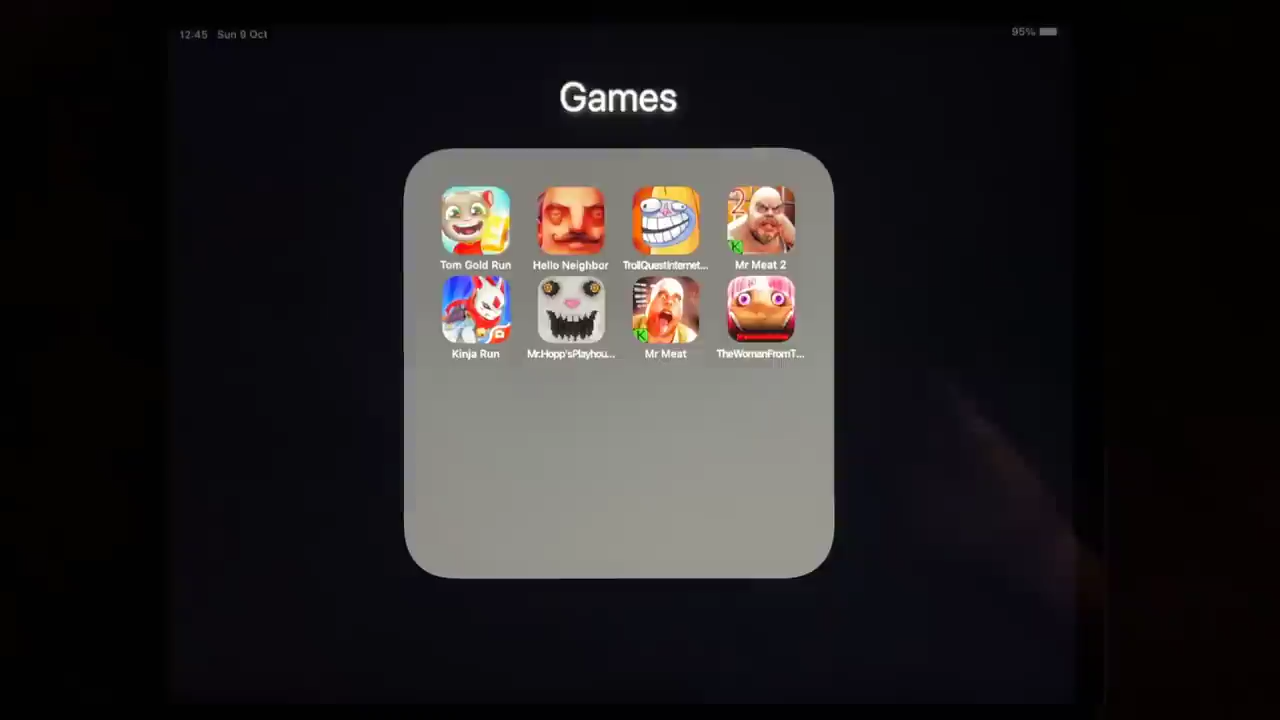 12:45 Sun 9 Oct
95%
Games
Tom Gold Run Hello Neighbor TrollQuestInternet... Mr Meat 2
2
K
Kinja Run Mr.Hopp'sPlayhou... Mr Meat TheWomanFromT...
K